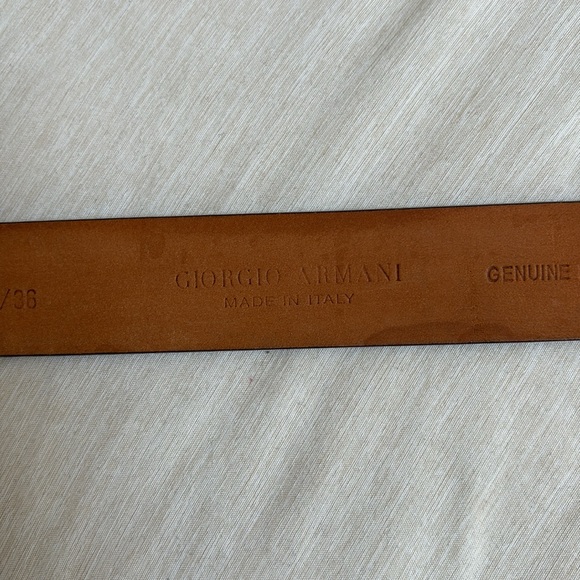 /36
GIORGIO ARMANI
MADE IN ITALY
GENUINE